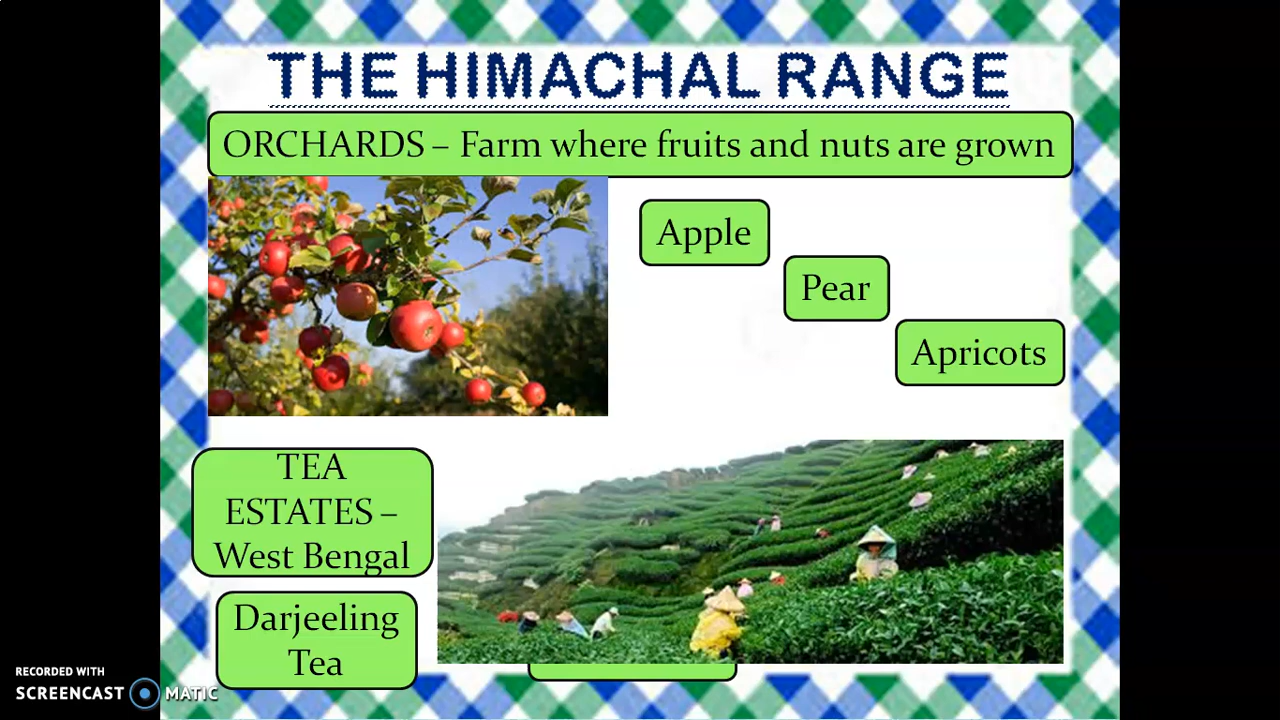 THE HIMACHAL RANGE
ORCHARDS – Farm where fruits and nuts are grown
Apple
Pear
Apricots
TEA
ESTATES –
West Bengal
Darjeeling
Tea
RECORDED WITH
SCREENCAST MATIC